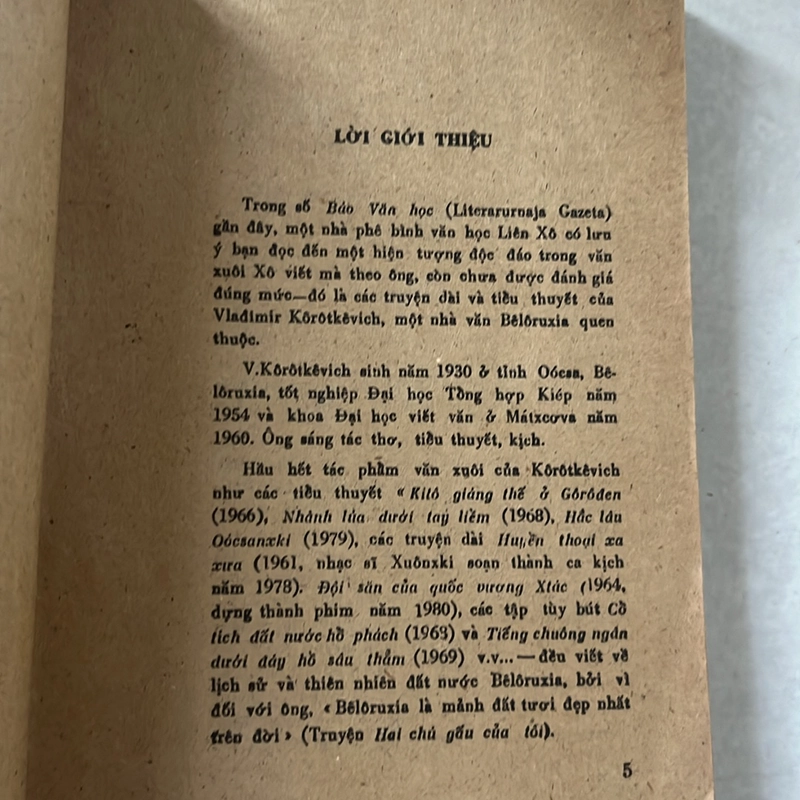 LỜI GIỚI THIỆU
Trong số Báo Văn học (Literarurnaja Gazeta)
gần đây, một nhà phê bình văn học Liên Xô có lưu
ý bạn đọc đến một hiện tượng độc đáo trong văn
xuôi Xô viết mà theo ông, còn chưa được đánh giá
đúng mức—đó là các truyện dài và tiểu thuyết của
Vladimir Kôrôtkêvich, một nhà văn Bêlôruxia quen
thuộc.
V.Kôrôtkêvich sinh năm 1930 ở tỉnh Oócsa, Bê-
lôruxia, tốt nghiệp Đại học Tổng hợp Kiép năm
1954 và khoa Đại học viết văn ở Mátxcơva năm
1960. Ông sáng tác thơ, tiểu thuyết, kịch.
Hầu hết tác phẩm văn xuôi của Kôrôtkêvich
như các tiểu thuyết « Kitô giáng thế ở Gôrôđen
(1966), Nhành lúa dưới tay liềm (1968), Hắc lâu
Oócsanxki (1979), các truyện dài Huyền thoại xa
xưa (1961, nhạc sĩ Xuônxki soạn thành ca kịch
năm 1978). Đội săn của quốc vương Xtác (1964,
dựng thành phim năm 1980), các tập tùy bút Cổ
tích đất nước hồ phách (1963) và Tiếng chuông ngân
dưới đáy hồ sâu thẳm (1969) v.v... — đều viết về
lịch sử và thiên nhiên đất nước Bêlôruxia, bởi vì
đối với ông, « Bêlôruxia là mảnh đất tươi đẹp nhất
trên đời » (Truyện Hai chú gấu của tôi).
5